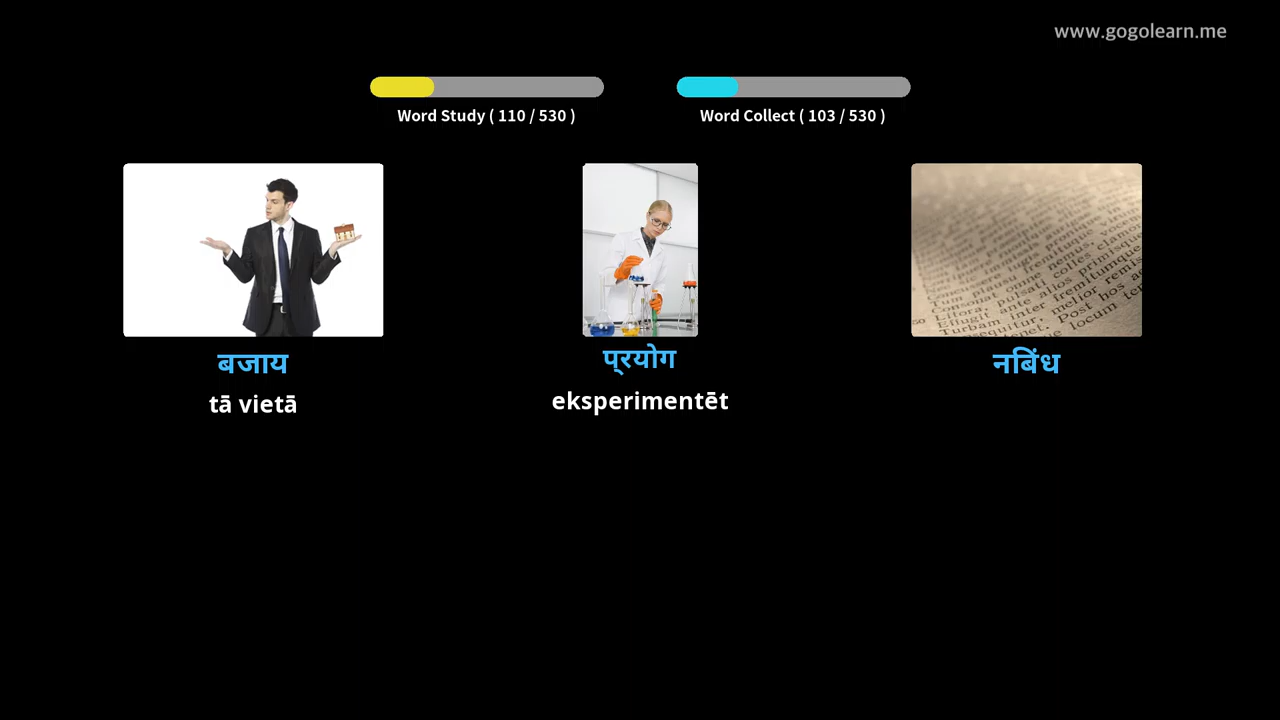 www.gogolearn.me
Word Study ( 110 / 530 )
Word Collect ( 103 / 530 )
बजाय
tā vietā
प्‌रयोग
eksperimentēt
नबिंध